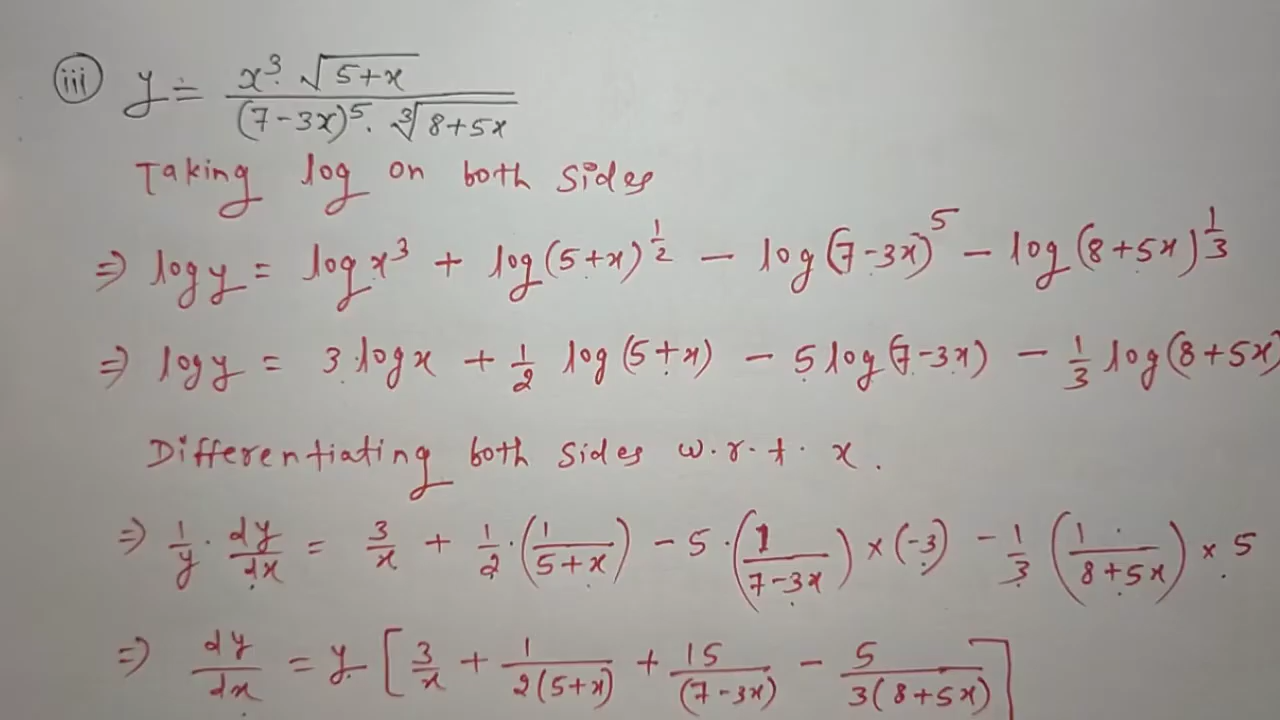 (iii) y = x³. √(5+x) / (7-3x)⁵. ∛(8+5x)
Taking log on both sides
⇒ log y = log x³ + log(5+x)^(1/2) - log(7-3x)⁵ - log(8+5x)^(1/3)
⇒ log y = 3.log x + 1/2 log(5+x) - 5 log(7-3x) - 1/3 log(8+5x)
Differentiating both sides w.r.t. x.
⇒ 1/y . dy/dx = 3/x + 1/2 . (1/(5+x)) - 5 . (1/(7-3x)) × (-3) - 1/3 (1/(8+5x)) × 5
⇒ dy/dx = y [3/x + 1/(2(5+x)) + 15/(7-3x) - 5/(3(8+5x))]